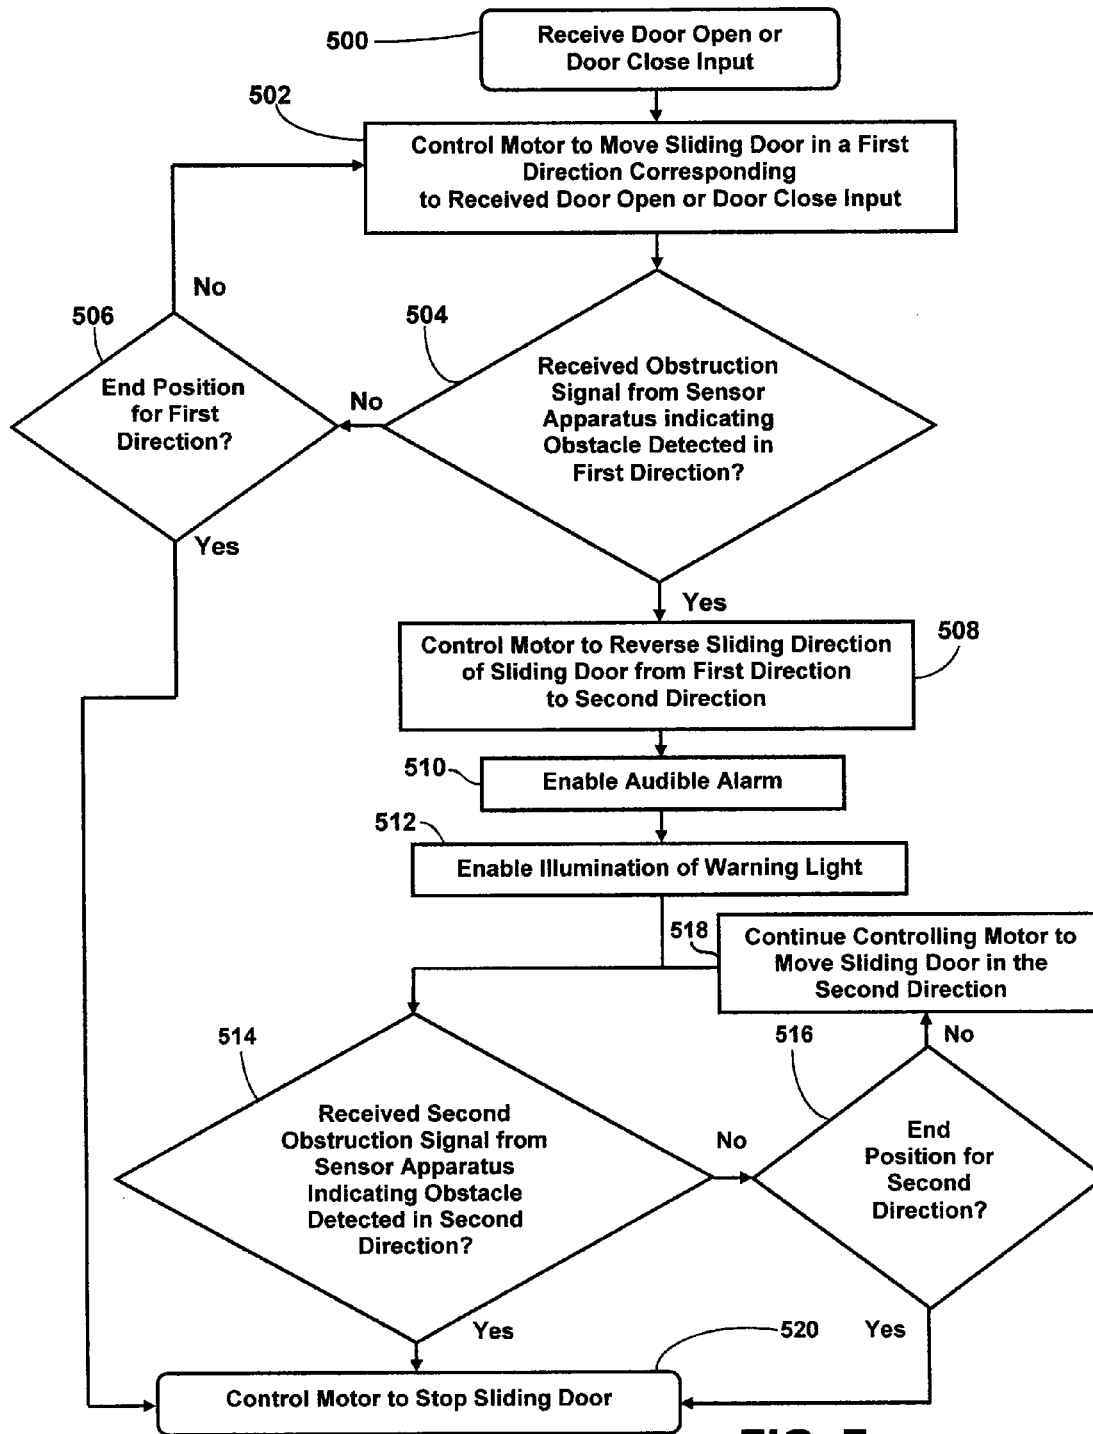 500
Receive Door Open or
Door Close Input
502
Control Motor to Move Sliding Door in a First
Direction Corresponding
to Received Door Open or Door Close Input
No
506
504
End Position
for First
Direction?
No
Received Obstruction
Signal from Sensor
Apparatus indicating
Obstacle Detected in
First Direction?
Yes
Yes
508
Control Motor to Reverse Sliding Direction
of Sliding Door from First Direction
to Second Direction
510
Enable Audible Alarm
512
Enable Illumination of Warning Light
518
Continue Controlling Motor to
Move Sliding Door in the
Second Direction
514
516
No
Received Second
Obstruction Signal from
Sensor Apparatus
Indicating Obstacle
Detected in Second
Direction?
No
End
Position for
Second
Direction?
Yes
520
Yes
Control Motor to Stop Sliding Door